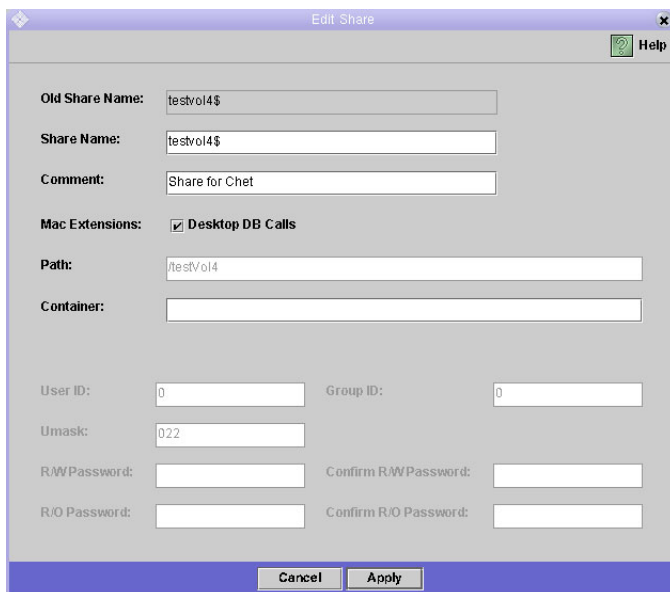 Edit Share
Help
Old Share Name: testvol4$
Share Name: testvol4$
Comment: Share for Chet
Mac Extensions: Desktop DB Calls
Path: /testVol4
Container:
User ID: 0 Group ID: 0
Umask: 022
R/W Password: Confirm R/W Password:
R/O Password: Confirm R/O Password:
Cancel Apply